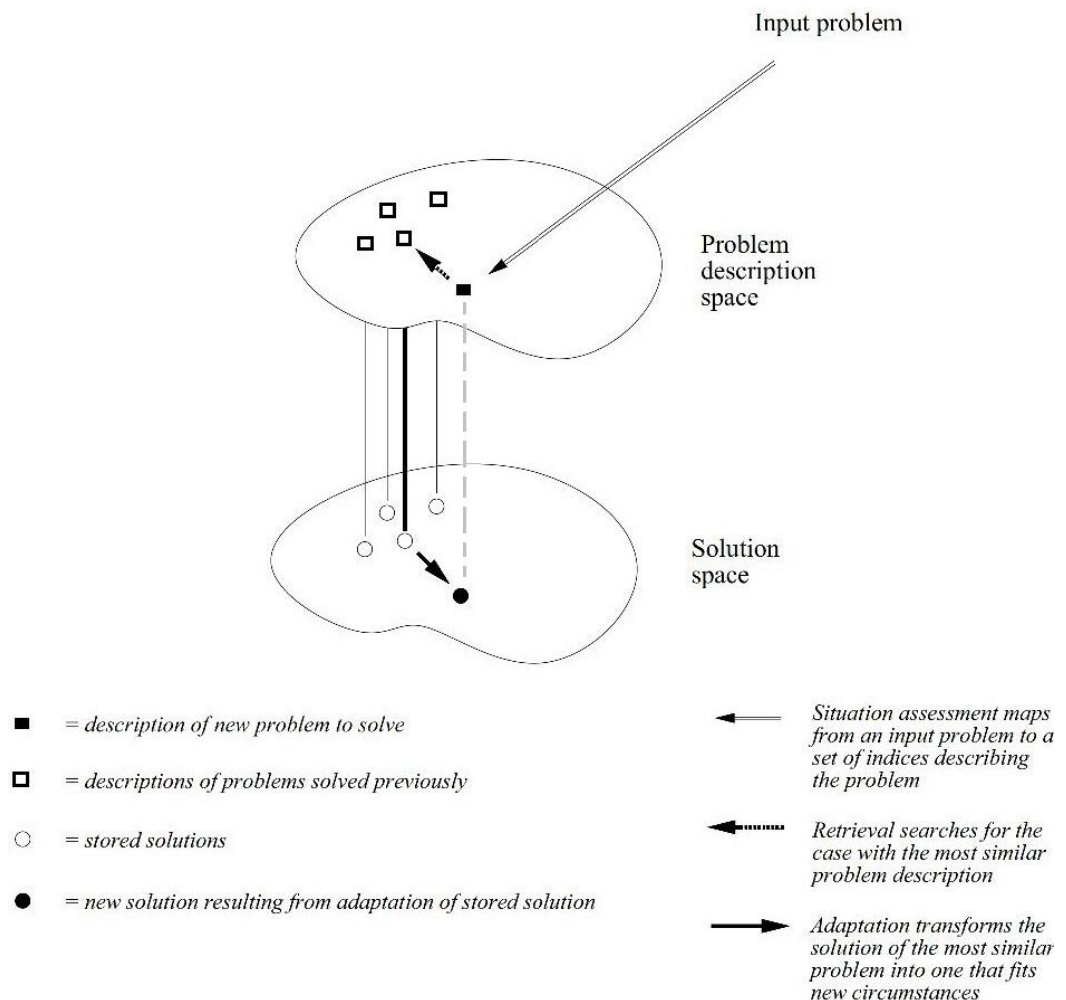 Input problem
Problem
description
space
Solution
space
= description of new problem to solve
= descriptions of problems solved previously
= stored solutions
= new solution resulting from adaptation of stored solution
Situation assessment maps
from an input problem to a
set of indices describing
the problem
Retrieval searches for the
case with the most similar
problem description
Adaptation transforms the
solution of the most similar
problem into one that fits
new circumstances